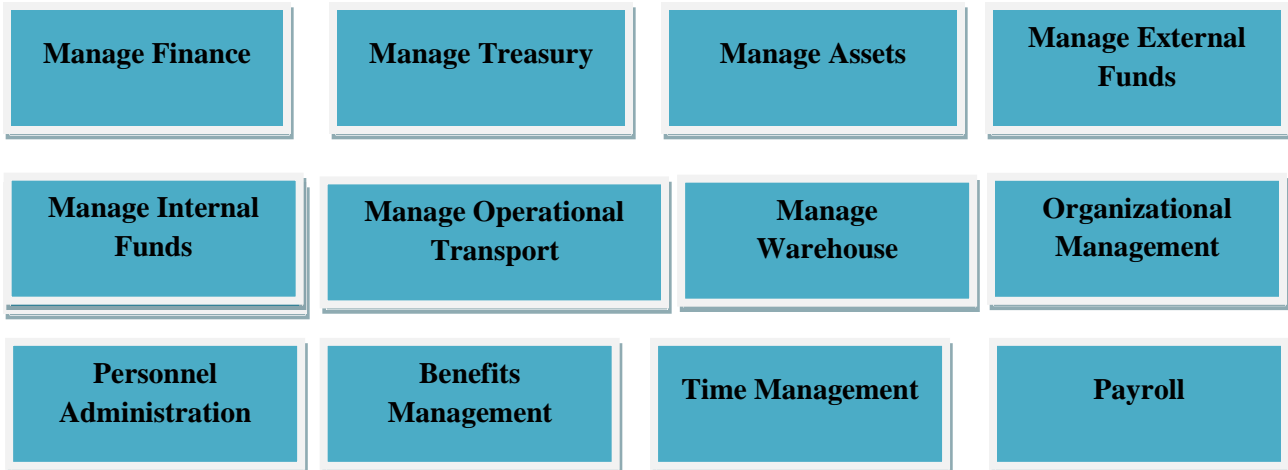 Manage Finance
Manage Treasury
Manage Assets
Manage External
Funds
Manage Internal
Funds
Manage Operational
Transport
Manage
Warehouse
Organizational
Management
Personnel
Administration
Benefits
Management
Time Management
Payroll